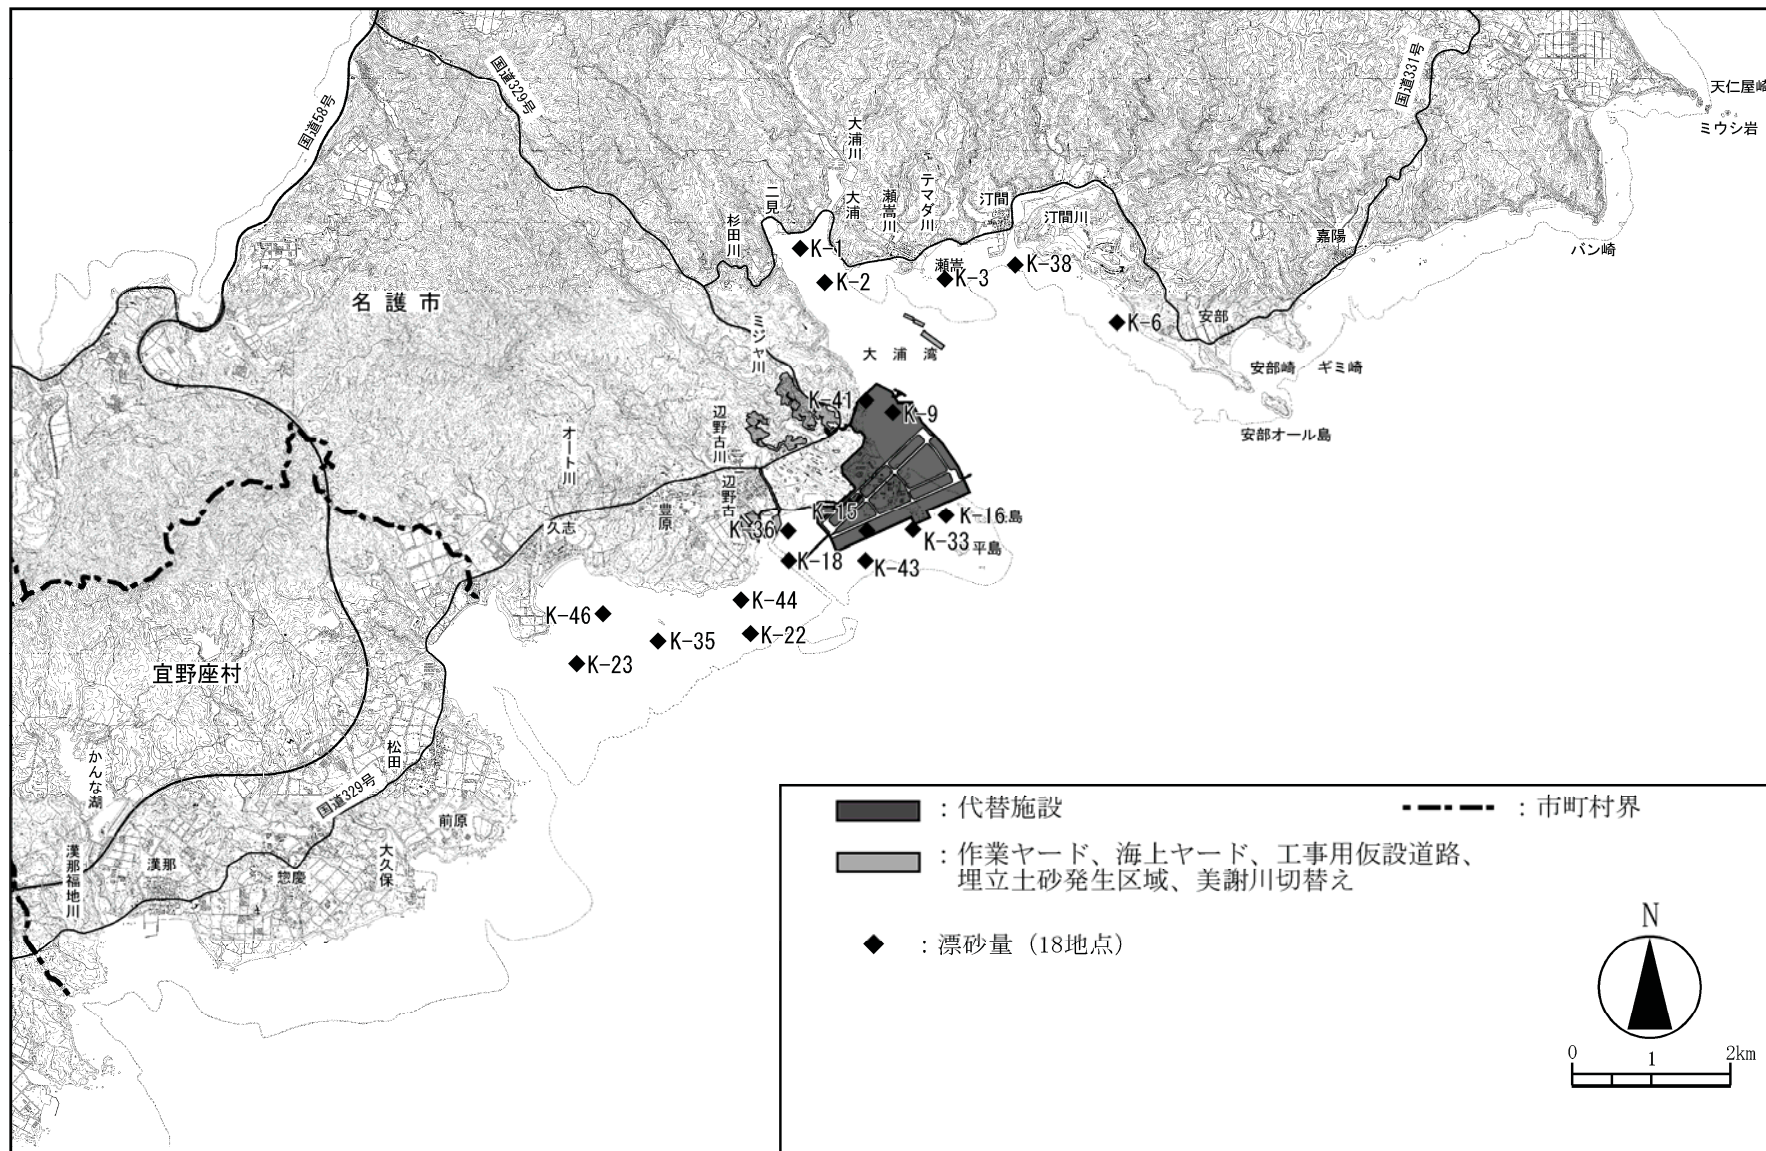 国道58号
国道329号
国道331号
天仁屋崎
ミウシ岩
バン崎
嘉陽
大浦川
大浦
瀬嵩川
テマダ川
汀間
汀間川
二見
杉田川
K-1
K-2
瀬嵩
K-3
K-38
K-6
安部
安部崎
ギミ崎
安部オール島
名護市
ミジャ川
大浦湾
K-41
K-9
辺野古川
オート川
辺野古
豊原
久志
K-15
K-36
K-16
島
K-33
平島
K-18
K-43
K-44
K-46
K-35
K-22
K-23
宜野座村
かんな湖
松田
国道329号
前原
大久保
漢那福地川
漢那
惣慶
：代替施設
：市町村界
：作業ヤード、海上ヤード、工事用仮設道路、
埋立土砂発生区域、美謝川切替え
：漂砂量（18地点）
N
0 1 2km